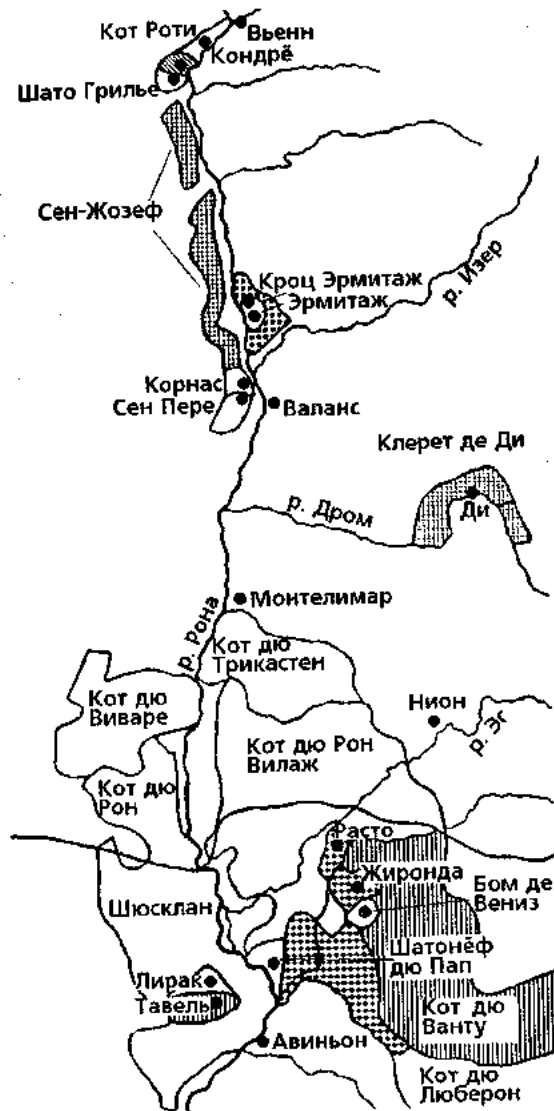 Кот Роти
Вьенн
Кондрё
Шато Грилье
Сен-Жозеф
р. Изер
Кроц Эрмитаж
Эрмитаж
Корнас
Сен Пере
Валанс
Клерет де Ди
Ди
р. Дром
Монтелимар
р. Рона
Кот дю
Трикастен
Кот дю
Виваре
Нион
р. Эг
Кот дю Рон
Вилаж
Кот дю
Рон
Расто
Жиронда
Бом де
Вениз
Шюсклан
Шатонёф
дю Пап
Лирак
Тавель
Кот дю
Ванту
Авиньон
Кот дю
Люберон